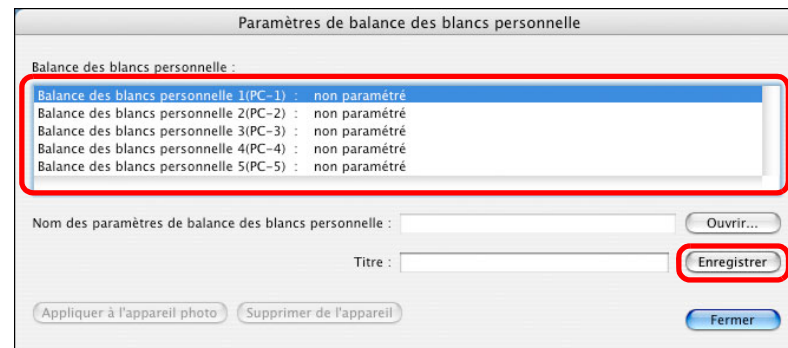 Paramètres de balance des blancs personnelle
Balance des blancs personnelle :
Balance des blancs personnelle 1(PC-1) : non paramétré
Balance des blancs personnelle 2(PC-2) : non paramétré
Balance des blancs personnelle 3(PC-3) : non paramétré
Balance des blancs personnelle 4(PC-4) : non paramétré
Balance des blancs personnelle 5(PC-5) : non paramétré
Nom des paramètres de balance des blancs personnelle : Ouvrir...
Titre : Enregistrer
Appliquer à l'appareil photo Supprimer de l'appareil Fermer